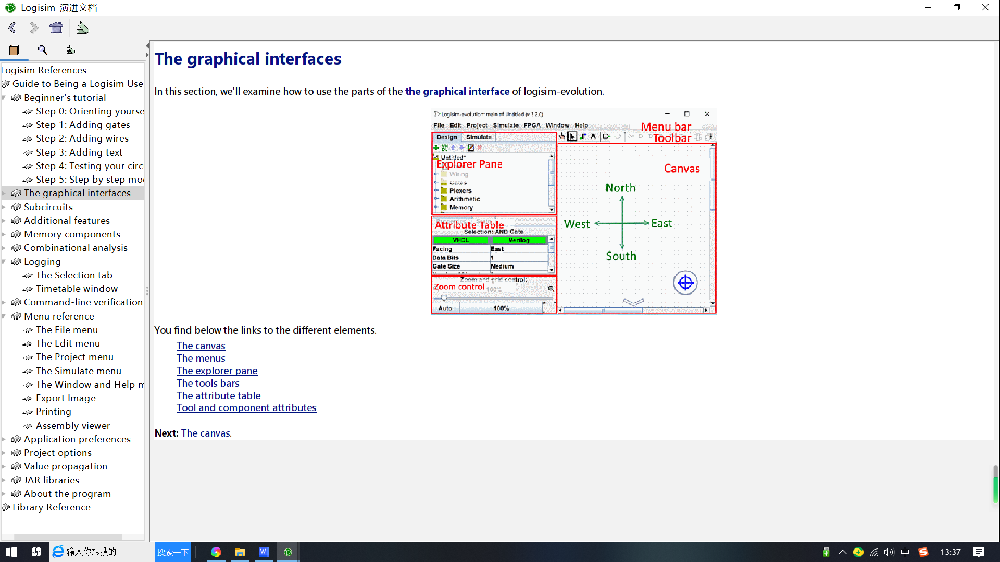 Logisim-演进文档
Logisim References
Guide to Being a Logisim Use
Beginner's tutorial
Step 0: Orienting yourse
Step 1: Adding gates
Step 2: Adding wires
Step 3: Adding text
Step 4: Testing your circ
Step 5: Step by step mo
The graphical interfaces
Subcircuits
Additional features
Memory components
Combinational analysis
Logging
The Selection tab
Timetable window
Command-line verification
Menu reference
The File menu
The Edit menu
The Project menu
The Simulate menu
The Window and Help m
Export Image
Printing
Assembly viewer
Application preferences
Project options
Value propagation
JAR libraries
About the program
Library Reference
The graphical interfaces
In this section, we'll examine how to use the parts of the the graphical interface of logisim-evolution.
Logisim-evolution: main of Untitled (v 3.2.0)
File Edit Project Simulate FPGA Window Help
Menu bar
Toolbar
Design Simulate
Untitled*
Explorer Pane
Wiring
Gates
Plexers
Arithmetic
Memory
Canvas
North
West
East
South
Attribute Table
Selection: AND Gate
VHDL Verilog
Facing East
Data Bits 1
Gate Size Medium
Zoom and grid control:
Zoom control 100%
Auto 100%
You find below the links to the different elements.
The canvas
The menus
The explorer pane
The tools bars
The attribute table
Tool and component attributes
Next: The canvas.
输入你想搜的
搜索一下
中
13:37